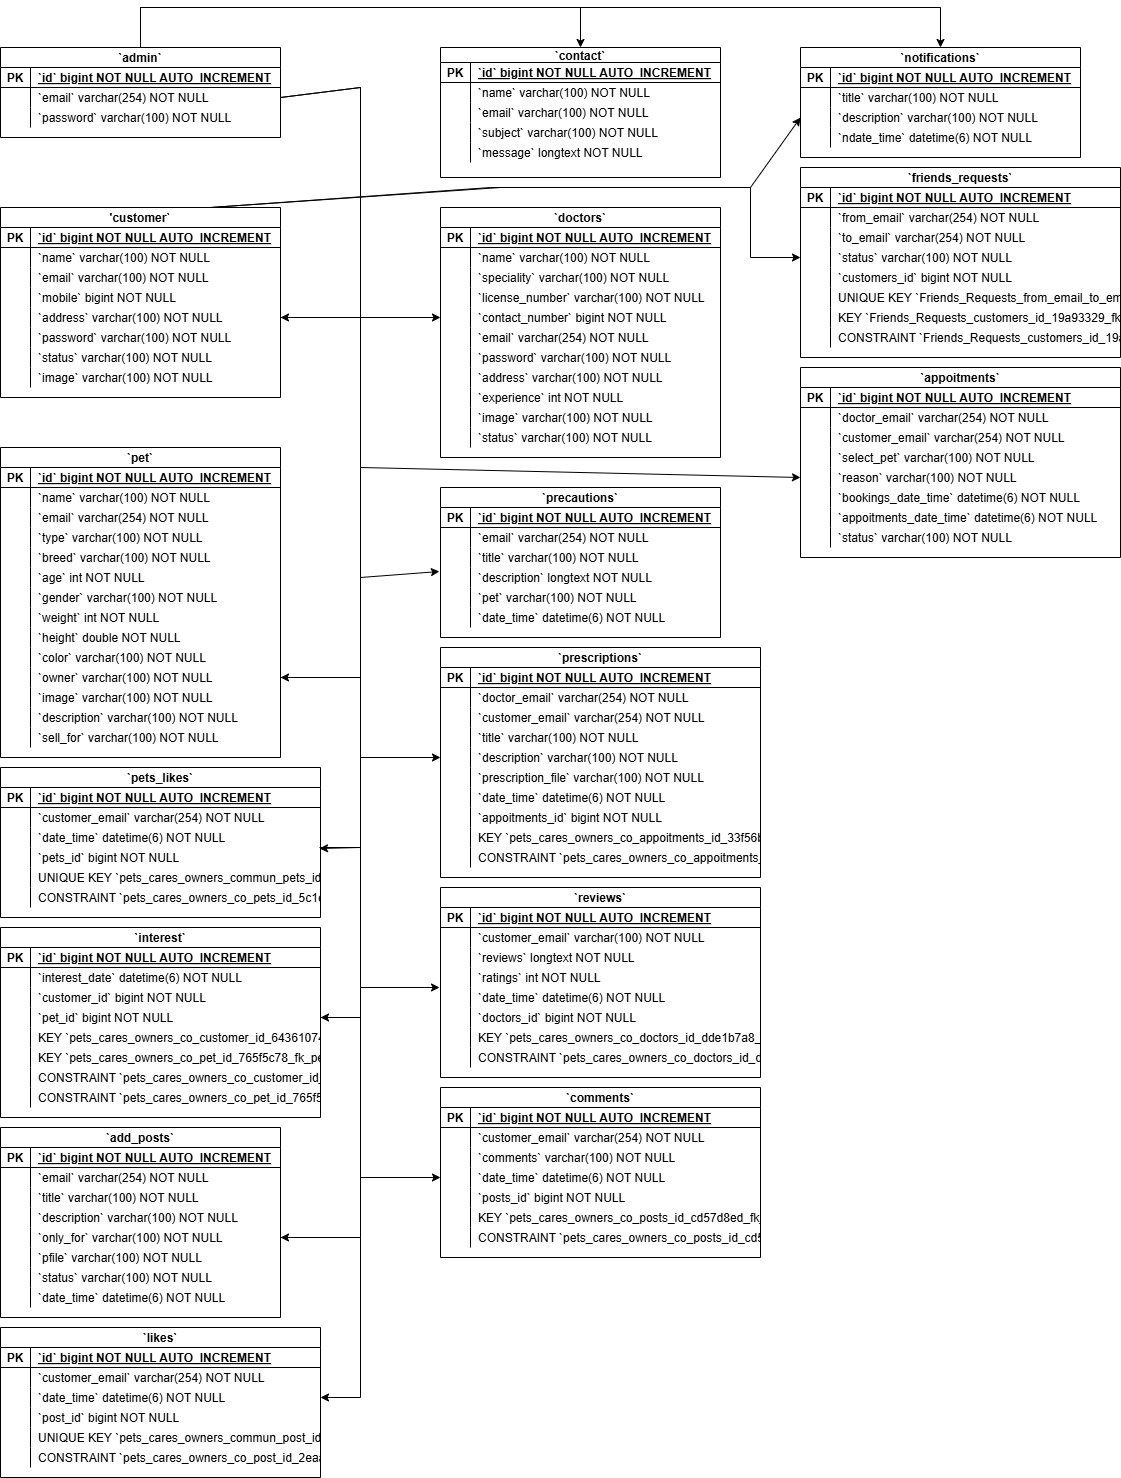 `admin`
PK `id` bigint NOT NULL AUTO_INCREMENT
`email` varchar(254) NOT NULL
`password` varchar(100) NOT NULL
`contact`
PK `id` bigint NOT NULL AUTO_INCREMENT
`name` varchar(100) NOT NULL
`email` varchar(100) NOT NULL
`subject` varchar(100) NOT NULL
`message` longtext NOT NULL
`notifications`
PK `id` bigint NOT NULL AUTO_INCREMENT
`title` varchar(100) NOT NULL
`description` varchar(100) NOT NULL
`ndate_time` datetime(6) NOT NULL
`friends_requests`
PK `id` bigint NOT NULL AUTO_INCREMENT
`from_email` varchar(254) NOT NULL
`to_email` varchar(254) NOT NULL
`status` varchar(100) NOT NULL
`customers_id` bigint NOT NULL
UNIQUE KEY `Friends_Requests_from_email_to_em
KEY `Friends_Requests_customers_id_19a93329_fk
CONSTRAINT `Friends_Requests_customers_id_19a
'customer`
PK `id` bigint NOT NULL AUTO_INCREMENT
`name` varchar(100) NOT NULL
`email` varchar(100) NOT NULL
`mobile` bigint NOT NULL
`address` varchar(100) NOT NULL
`password` varchar(100) NOT NULL
`status` varchar(100) NOT NULL
`image` varchar(100) NOT NULL
`doctors`
PK `id` bigint NOT NULL AUTO_INCREMENT
`name` varchar(100) NOT NULL
`speciality` varchar(100) NOT NULL
`license_number` varchar(100) NOT NULL
`contact_number` bigint NOT NULL
`email` varchar(254) NOT NULL
`password` varchar(100) NOT NULL
`address` varchar(100) NOT NULL
`experience` int NOT NULL
`image` varchar(100) NOT NULL
`status` varchar(100) NOT NULL
`appoitments`
PK `id` bigint NOT NULL AUTO_INCREMENT
`doctor_email` varchar(254) NOT NULL
`customer_email` varchar(254) NOT NULL
`select_pet` varchar(100) NOT NULL
`reason` varchar(100) NOT NULL
`bookings_date_time` datetime(6) NOT NULL
`appoitments_date_time` datetime(6) NOT NULL
`status` varchar(100) NOT NULL
`pet`
PK `id` bigint NOT NULL AUTO_INCREMENT
`name` varchar(100) NOT NULL
`email` varchar(254) NOT NULL
`type` varchar(100) NOT NULL
`breed` varchar(100) NOT NULL
`age` int NOT NULL
`gender` varchar(100) NOT NULL
`weight` int NOT NULL
`height` double NOT NULL
`color` varchar(100) NOT NULL
`owner` varchar(100) NOT NULL
`image` varchar(100) NOT NULL
`description` varchar(100) NOT NULL
`sell_for` varchar(100) NOT NULL
`precautions`
PK `id` bigint NOT NULL AUTO_INCREMENT
`email` varchar(254) NOT NULL
`title` varchar(100) NOT NULL
`description` longtext NOT NULL
`pet` varchar(100) NOT NULL
`date_time` datetime(6) NOT NULL
`prescriptions`
PK `id` bigint NOT NULL AUTO_INCREMENT
`doctor_email` varchar(254) NOT NULL
`customer_email` varchar(254) NOT NULL
`title` varchar(100) NOT NULL
`description` varchar(100) NOT NULL
`prescription_file` varchar(100) NOT NULL
`date_time` datetime(6) NOT NULL
`appoitments_id` bigint NOT NULL
KEY `pets_cares_owners_co_appoitments_id_33f56b
CONSTRAINT `pets_cares_owners_co_appoitments_
`pets_likes`
PK `id` bigint NOT NULL AUTO_INCREMENT
`customer_email` varchar(254) NOT NULL
`date_time` datetime(6) NOT NULL
`pets_id` bigint NOT NULL
UNIQUE KEY `pets_cares_owners_commun_pets_id
CONSTRAINT `pets_cares_owners_co_pets_id_5c1
`reviews`
PK `id` bigint NOT NULL AUTO_INCREMENT
`customer_email` varchar(100) NOT NULL
`reviews` longtext NOT NULL
`ratings` int NOT NULL
`date_time` datetime(6) NOT NULL
`doctors_id` bigint NOT NULL
KEY `pets_cares_owners_co_doctors_id_dde1b7a8_
CONSTRAINT `pets_cares_owners_co_doctors_id_d
`interest`
PK `id` bigint NOT NULL AUTO_INCREMENT
`interest_date` datetime(6) NOT NULL
`customer_id` bigint NOT NULL
`pet_id` bigint NOT NULL
KEY `pets_cares_owners_co_customer_id_6436107
KEY `pets_cares_owners_co_pet_id_765f5c78_fk_pe
CONSTRAINT `pets_cares_owners_co_customer_id_
CONSTRAINT `pets_cares_owners_co_pet_id_765f5
`comments`
PK `id` bigint NOT NULL AUTO_INCREMENT
`customer_email` varchar(254) NOT NULL
`comments` varchar(100) NOT NULL
`date_time` datetime(6) NOT NULL
`posts_id` bigint NOT NULL
KEY `pets_cares_owners_co_posts_id_cd57d8ed_fk
CONSTRAINT `pets_cares_owners_co_posts_id_cd5
`add_posts`
PK `id` bigint NOT NULL AUTO_INCREMENT
`email` varchar(254) NOT NULL
`title` varchar(100) NOT NULL
`description` varchar(100) NOT NULL
`only_for` varchar(100) NOT NULL
`pfile` varchar(100) NOT NULL
`status` varchar(100) NOT NULL
`date_time` datetime(6) NOT NULL
`likes`
PK `id` bigint NOT NULL AUTO_INCREMENT
`customer_email` varchar(254) NOT NULL
`date_time` datetime(6) NOT NULL
`post_id` bigint NOT NULL
UNIQUE KEY `pets_cares_owners_commun_post_id
CONSTRAINT `pets_cares_owners_co_post_id_2ea